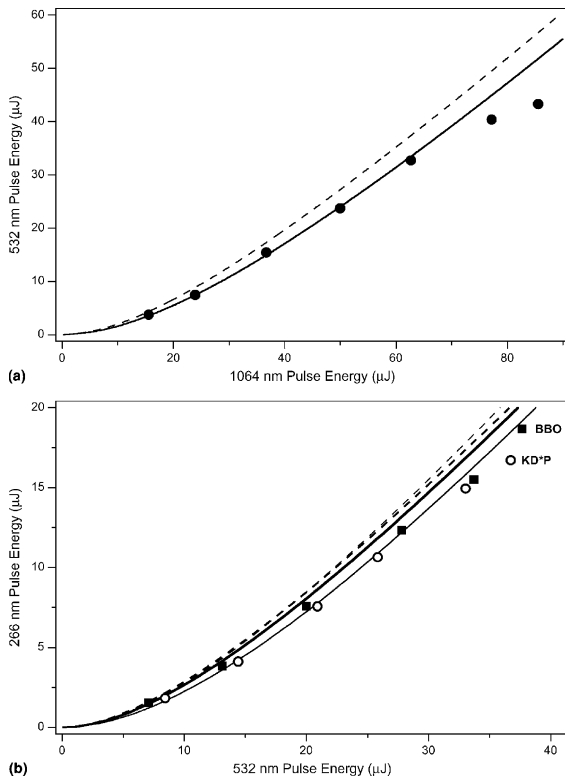 60
50
40
30
20
10
0
532 nm Pulse Energy (µJ)
0 20 40 60 80
(a) 1064 nm Pulse Energy (µJ)
20
15
10
5
0
266 nm Pulse Energy (µJ)
BBO
KD*P
0 10 20 30 40
(b) 532 nm Pulse Energy (µJ)